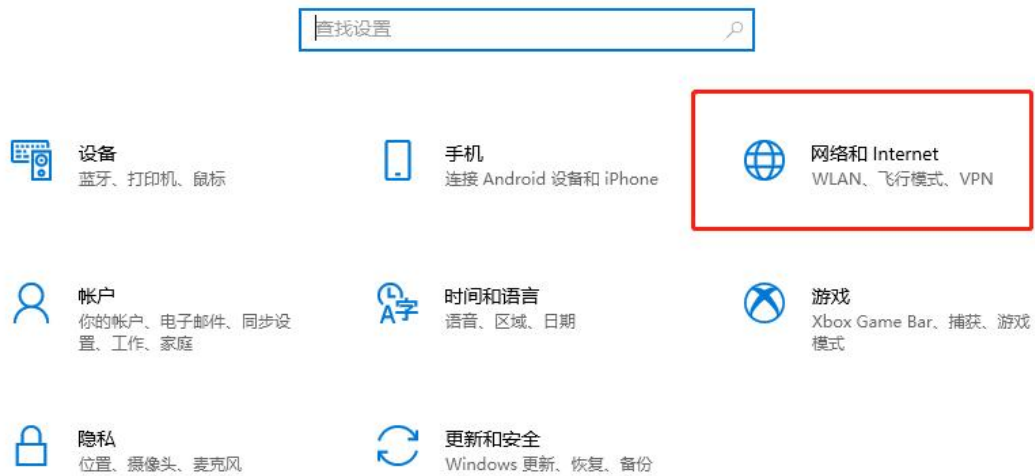 查找设置
设备
蓝牙、打印机、鼠标
手机
连接 Android 设备和 iPhone
网络和 Internet
WLAN、飞行模式、VPN
帐户
你的帐户、电子邮件、同步设
置、工作、家庭
时间和语言
语音、区域、日期
游戏
Xbox Game Bar、捕获、游戏
模式
隐私
位置、摄像头、麦克风
更新和安全
Windows 更新、恢复、备份